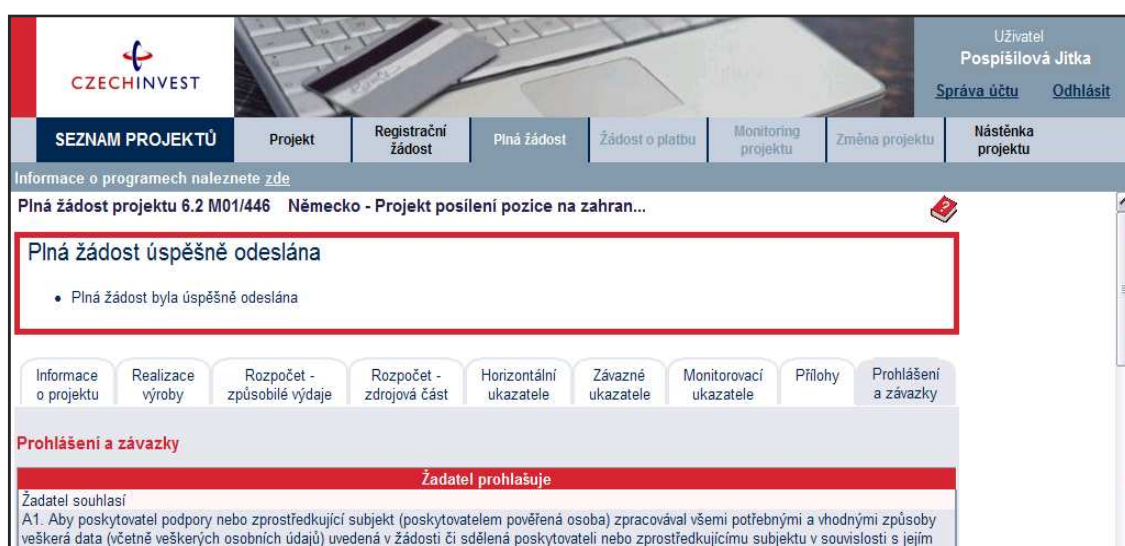 CZECHINVEST
Uživatel
Pospíšilová Jitka
Správa účtu Odhlásit
SEZNAM PROJEKTŮ Projekt Registrační žádost Plná žádost Žádost o platbu Monitoring projektu Změna projektu Nástěnka projektu
Informace o programech naleznete zde
Plná žádost projektu 6.2 M01/446 Německo - Projekt posílení pozice na zahran...
Plná žádost úspěšně odeslána
• Plná žádost byla úspěšně odeslána
Informace o projektu Realizace výroby Rozpočet - způsobilé výdaje Rozpočet - zdrojová část Horizontální ukazatele Závazné ukazatele Monitorovací ukazatele Přílohy Prohlášení a závazky
Prohlášení a závazky
Žadatel prohlašuje
Žadatel souhlasí
A1. Aby poskytovatel podpory nebo zprostředkující subjekt (poskytovatelem pověřená osoba) zpracovával všemi potřebnými a vhodnými způsoby
veškerá data (včetně veškerých osobních údajů) uvedená v žádosti či sdělená poskytovateli nebo zprostředkujícímu subjektu v souvislosti s jejím